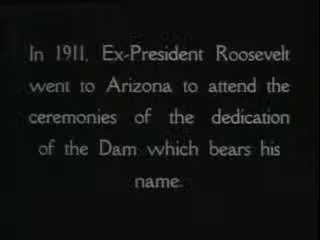 In 1911, Ex-President Roosevelt
went to Arizona to attend the
ceremonies of the dedication
of the Dam which bears his
name.